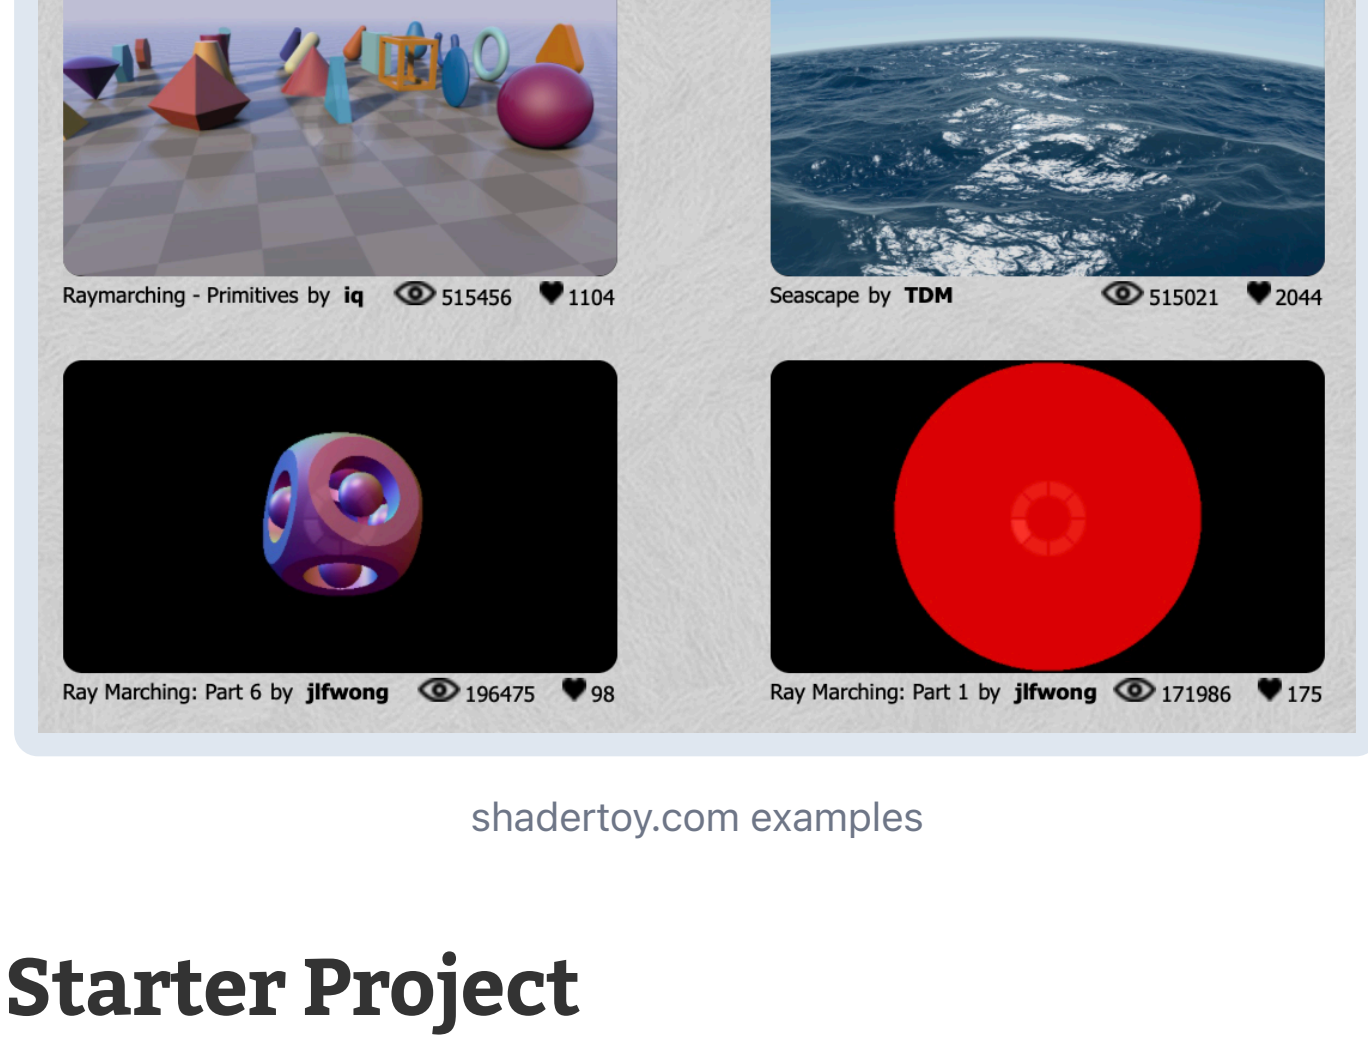 Raymarching - Primitives by iq 515456 1104
Seascape by TDM 515021 2044
Ray Marching: Part 6 by jlfwong 196475 98
Ray Marching: Part 1 by jlfwong 171986 175
shadertoy.com examples
Starter Project